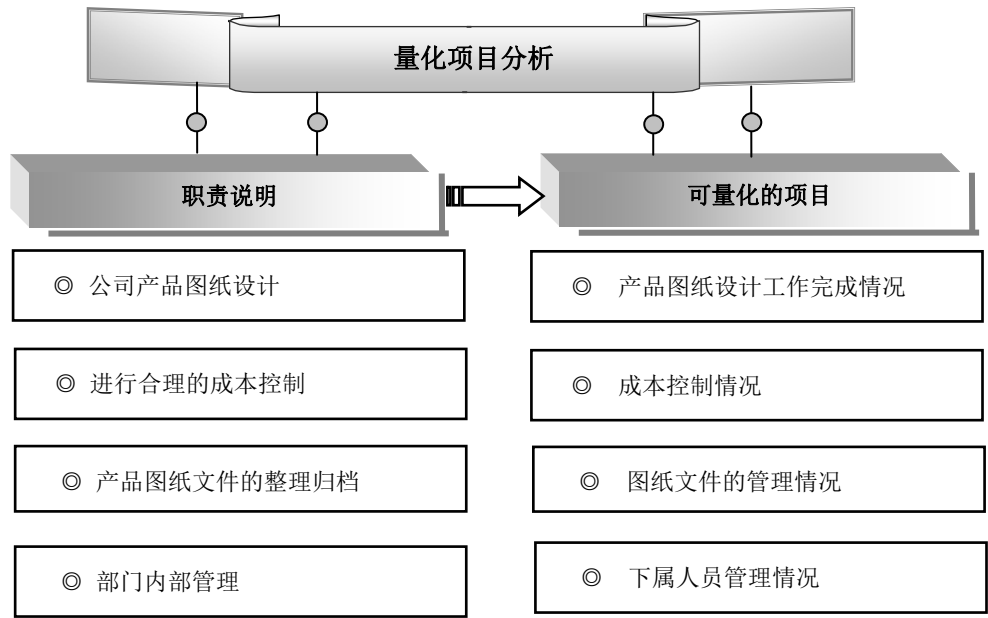 量化项目分析
职责说明
可量化的项目
◎ 公司产品图纸设计
◎ 产品图纸设计工作完成情况
◎ 进行合理的成本控制
◎ 成本控制情况
◎ 产品图纸文件的整理归档
◎ 图纸文件的管理情况
◎ 部门内部管理
◎ 下属人员管理情况